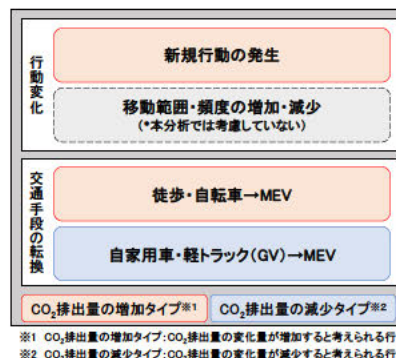 行動変化
新規行動の発生
移動範囲・頻度の増加・減少
(*本分析では考慮していない)
交通手段の転換
徒歩・自転車→MEV
自家用車・軽トラック(GV)→MEV
CO₂排出量の増加タイプ※1
CO₂排出量の減少タイプ※2
※1 CO₂排出量の増加タイプ:CO₂排出量の変化量が増加すると考えられる行
※2 CO₂排出量の減少タイプ:CO₂排出量の変化量が減少すると考えられる行